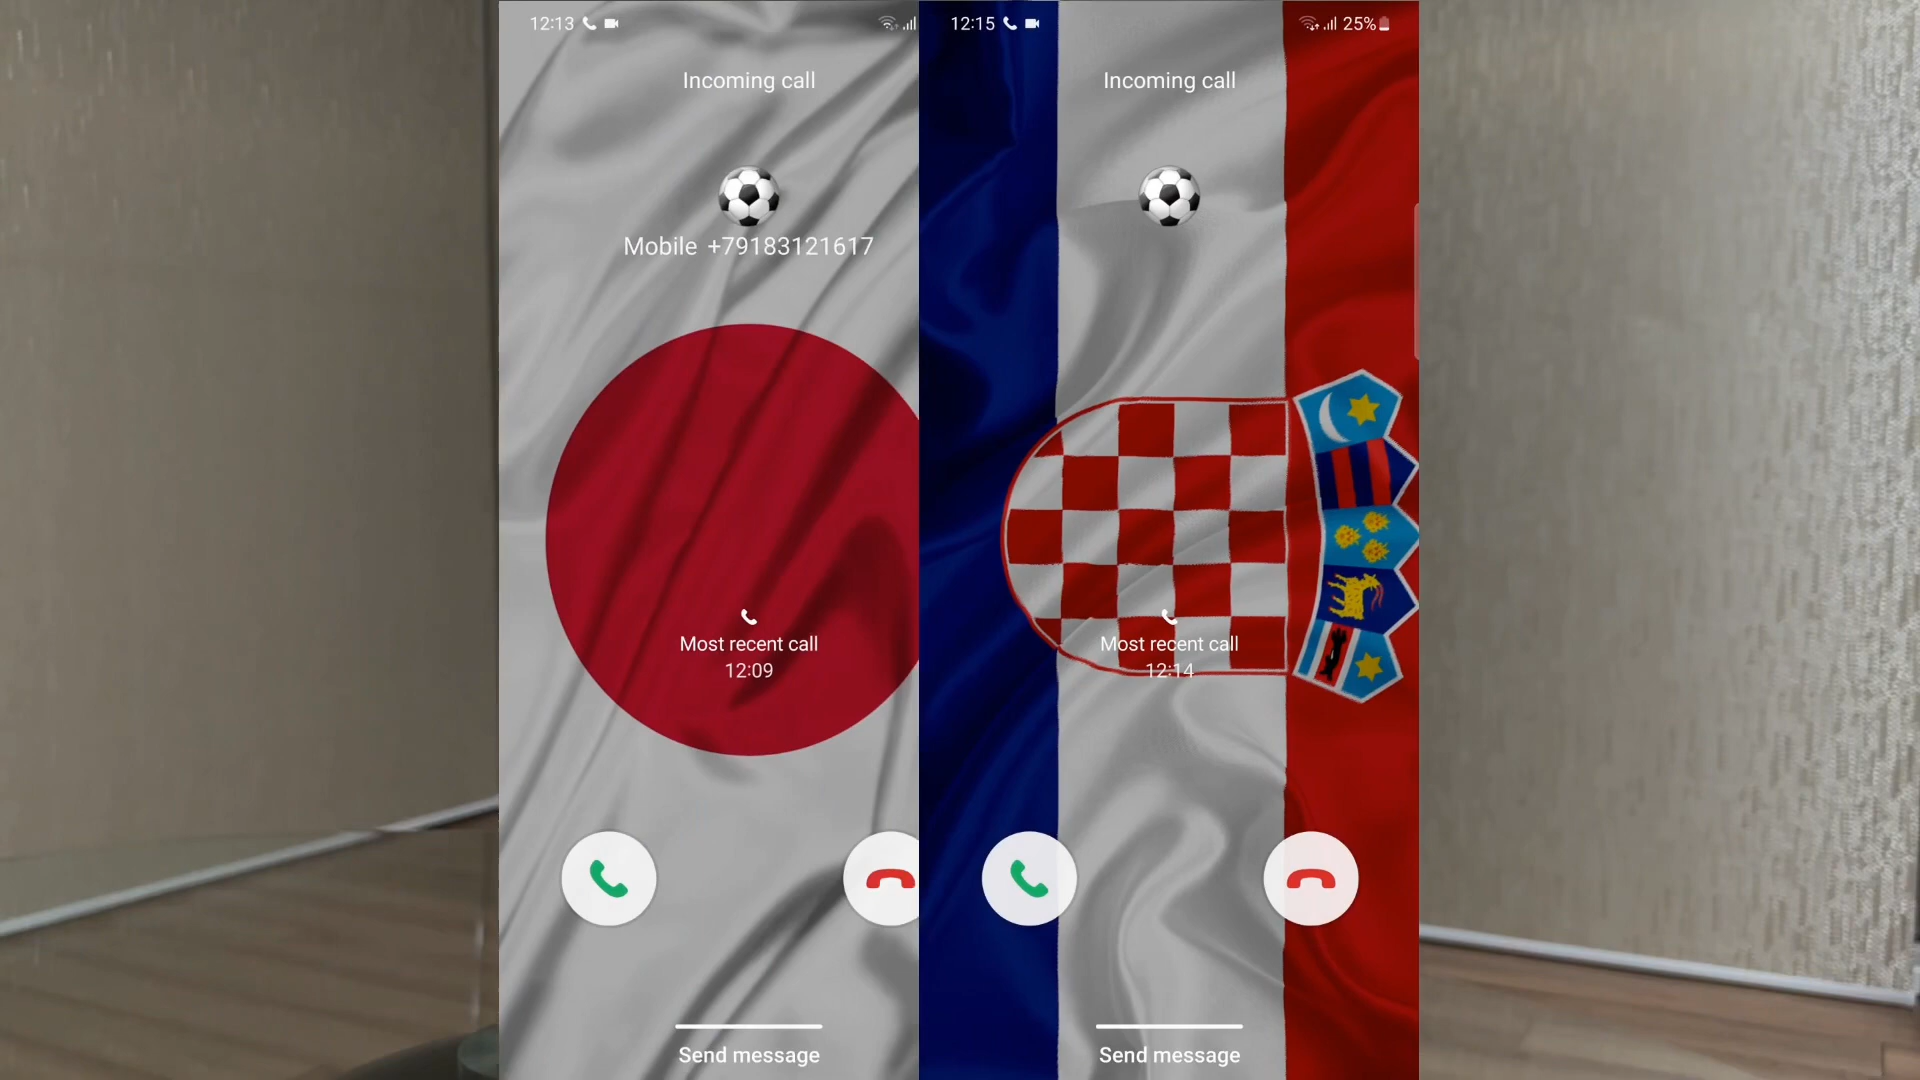 12:13
Incoming call
Mobile +79183121617
Most recent call
12:09
Send message
12:15
25%
Incoming call
Most recent call
12:14
Send message